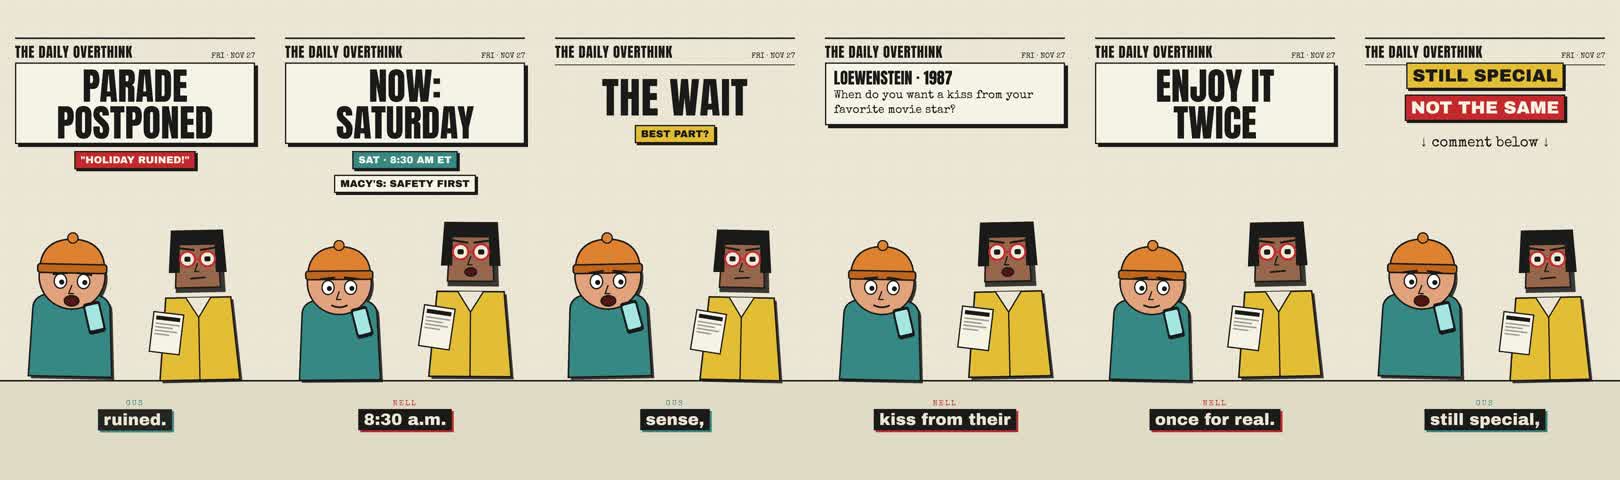 THE DAILY OVERTHINK
FRI · NOV 27
PARADE
POSTPONED
"HOLIDAY RUINED!"
GUS
ruined.
THE DAILY OVERTHINK
FRI · NOV 27
NOW:
SATURDAY
SAT · 8:30 AM ET
MACY'S: SAFETY FIRST
NELL
8:30 a.m.
THE DAILY OVERTHINK
FRI · NOV 27
THE WAIT
BEST PART?
GUS
sense,
THE DAILY OVERTHINK
FRI · NOV 27
LOEWENSTEIN · 1987
When do you want a kiss from your
favorite movie star?
NELL
kiss from their
THE DAILY OVERTHINK
FRI · NOV 27
ENJOY IT
TWICE
NELL
once for real.
THE DAILY OVERTHINK
FRI · NOV 27
STILL SPECIAL
NOT THE SAME
↓ comment below ↓
GUS
still special,